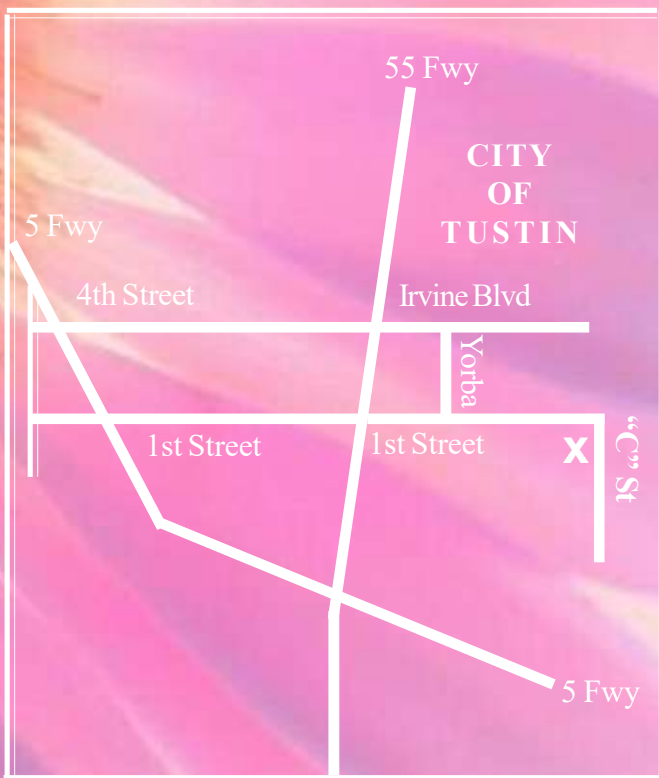 55 Fwy
CITY
OF
TUSTIN
5 Fwy
4th Street
Irvine Blvd
Yorba
1st Street
1st Street
X
“C” St
5 Fwy